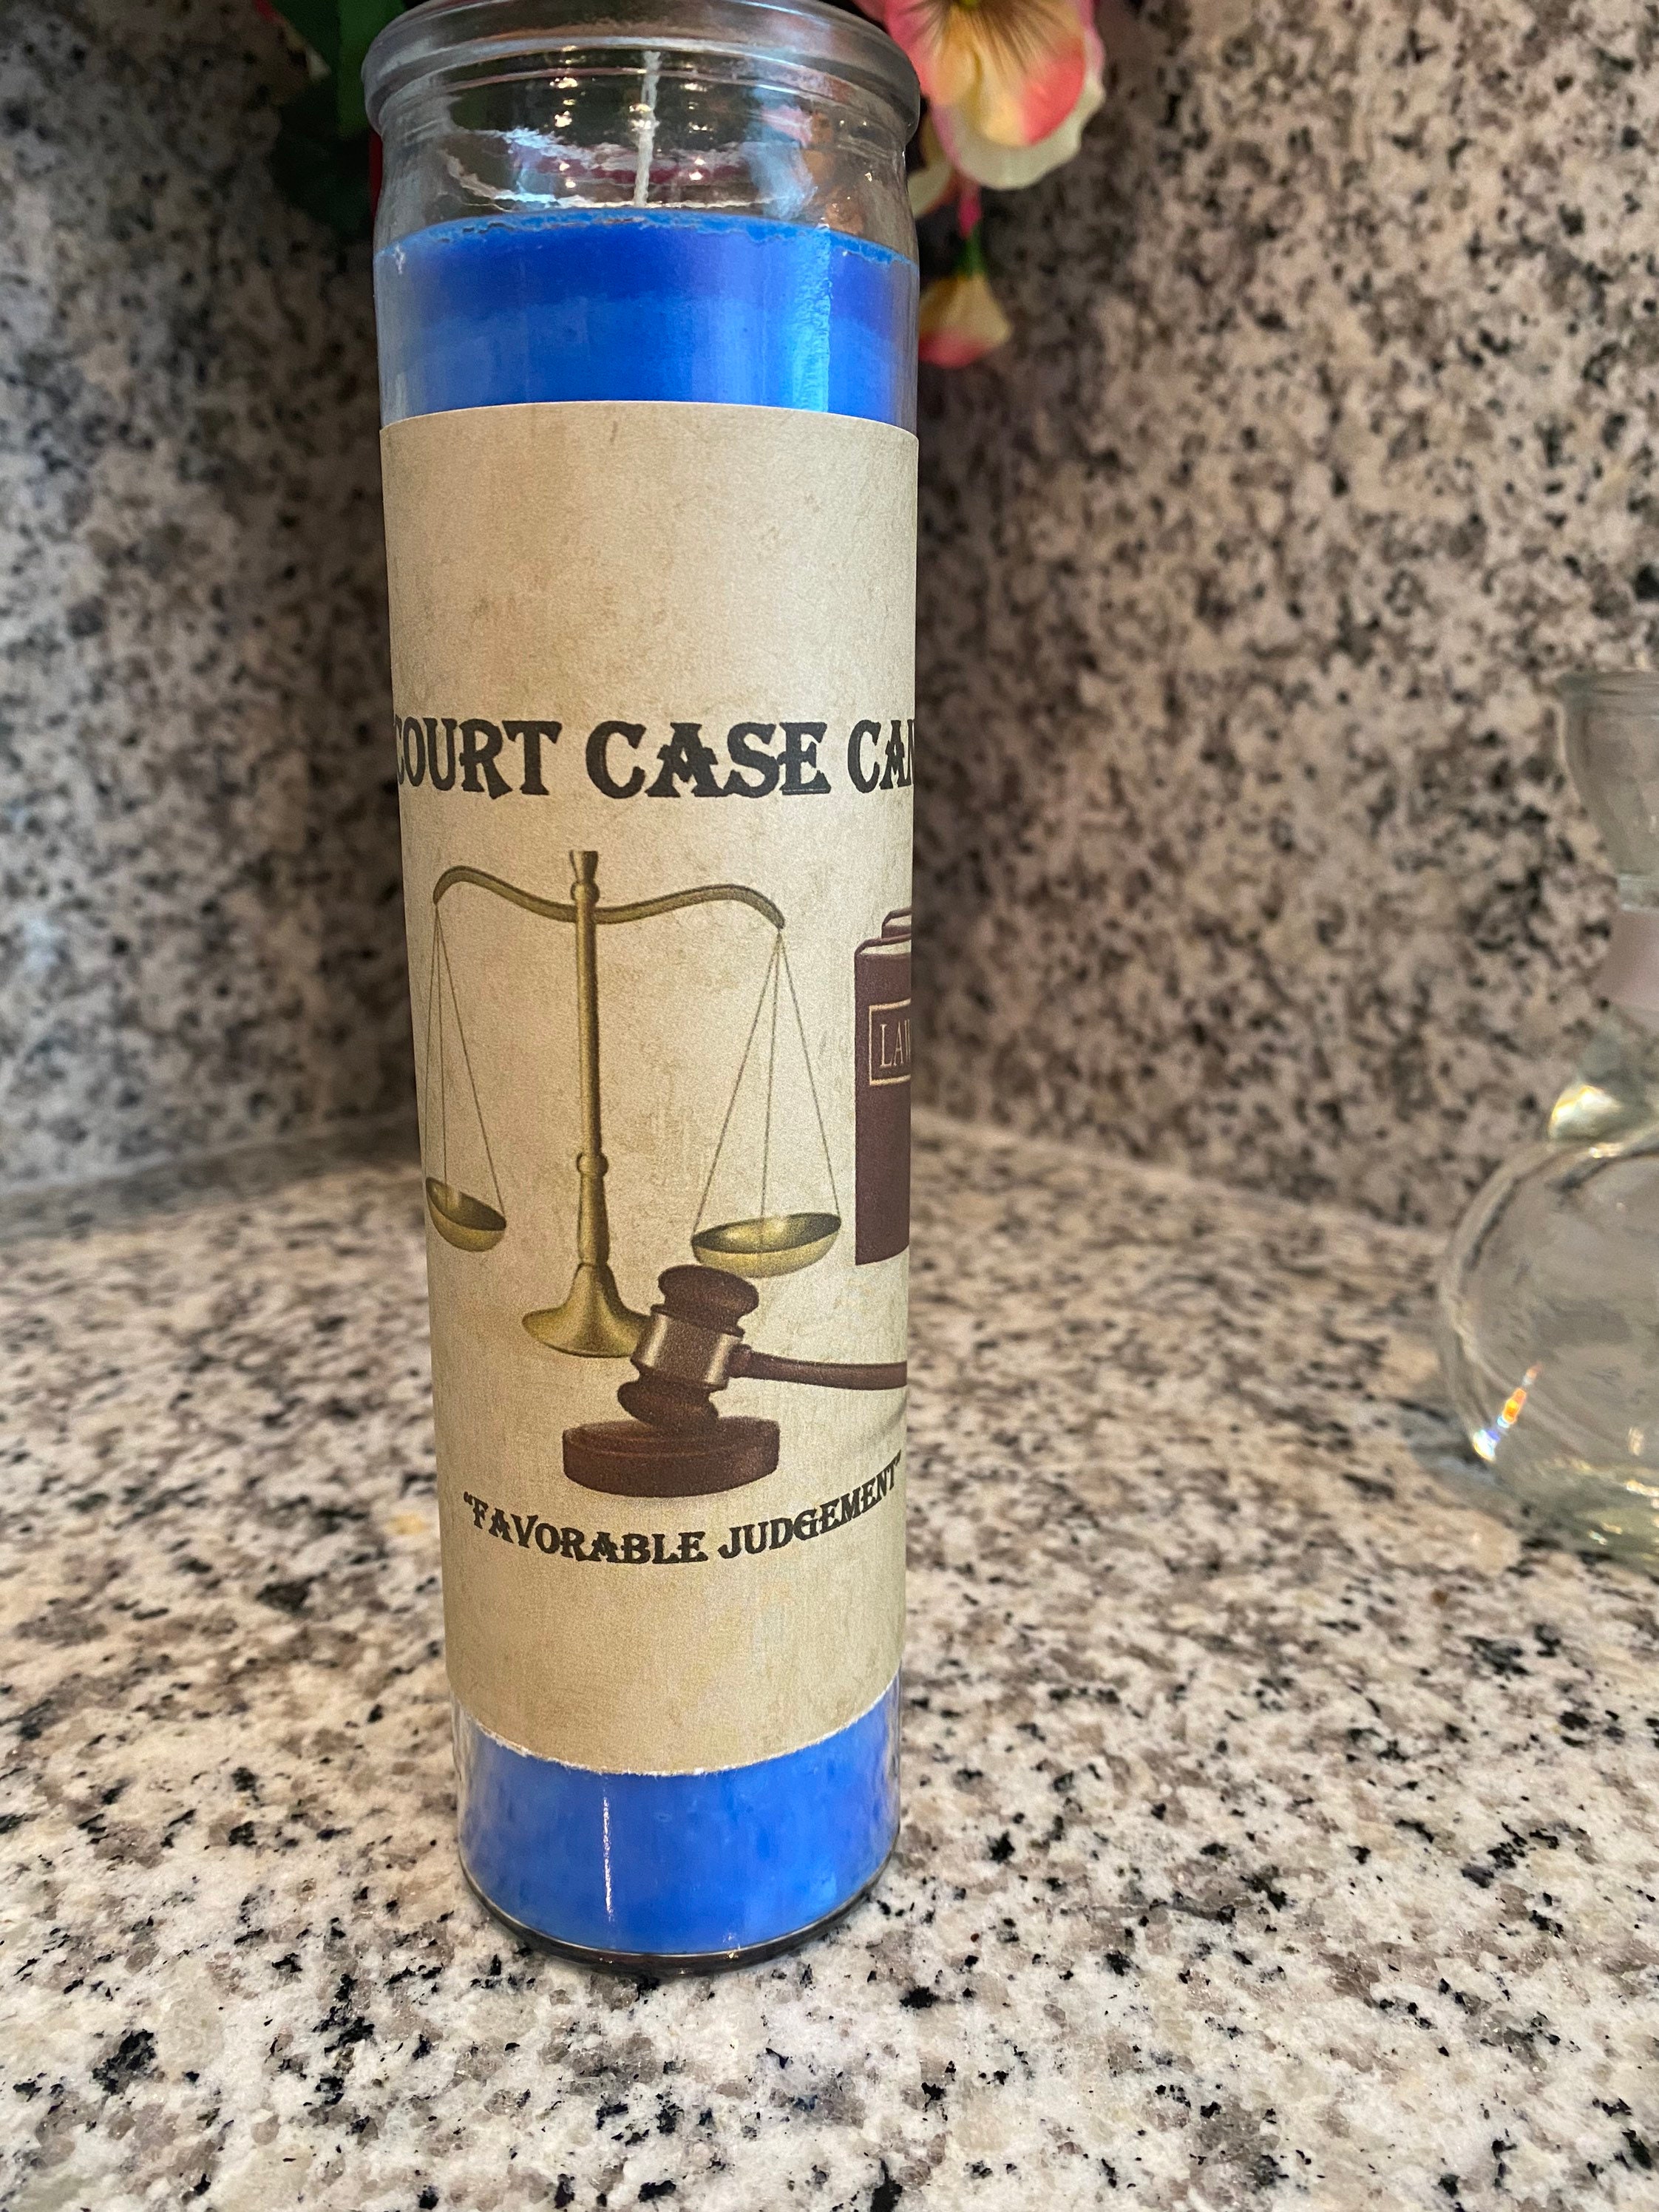 COURT CASE CAN
LAW
"FAVORABLE JUDGEMENT"